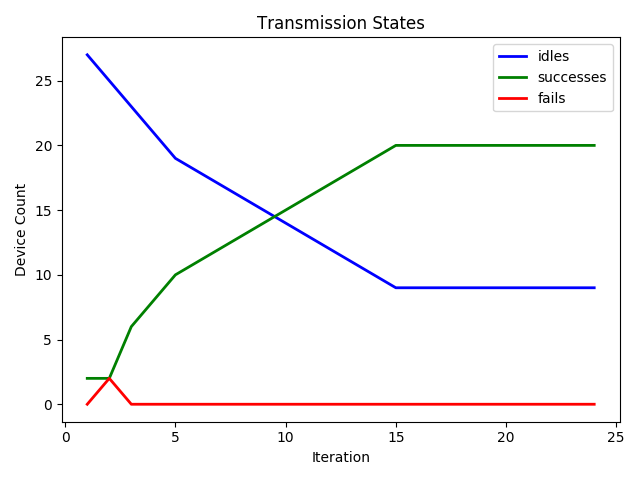 Transmission States
idles
successes
fails
Device Count
25
20
15
10
5
0
0 5 10 15 20 25
Iteration